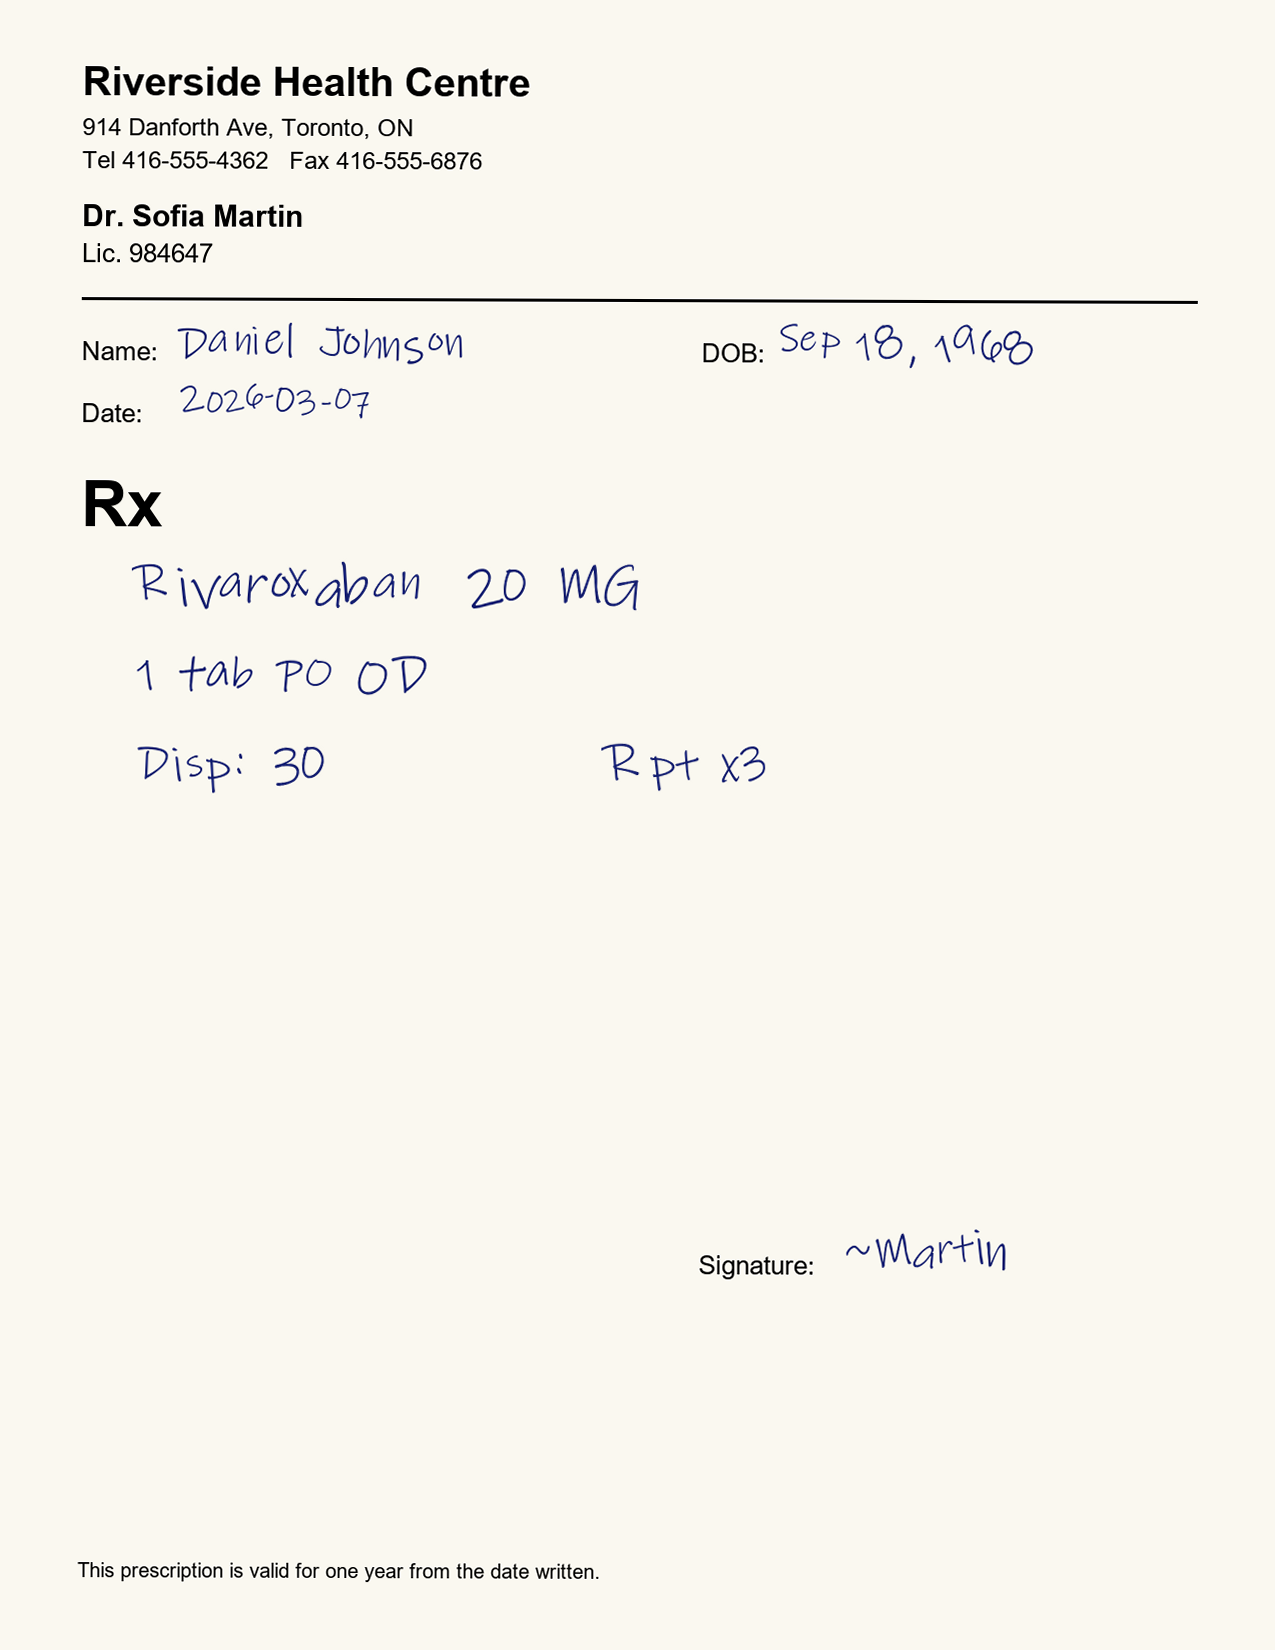 Riverside Health Centre
914 Danforth Ave, Toronto, ON
Tel 416-555-4362 Fax 416-555-6876
Dr. Sofia Martin
Lic. 984647
Name: Daniel Johnson DOB: Sep 18, 1968
Date: 2026-03-07
Rx
Rivaroxaban 20 MG
1 tab PO OD
Disp: 30 Rpt x3
Signature: ~Martin
This prescription is valid for one year from the date written.